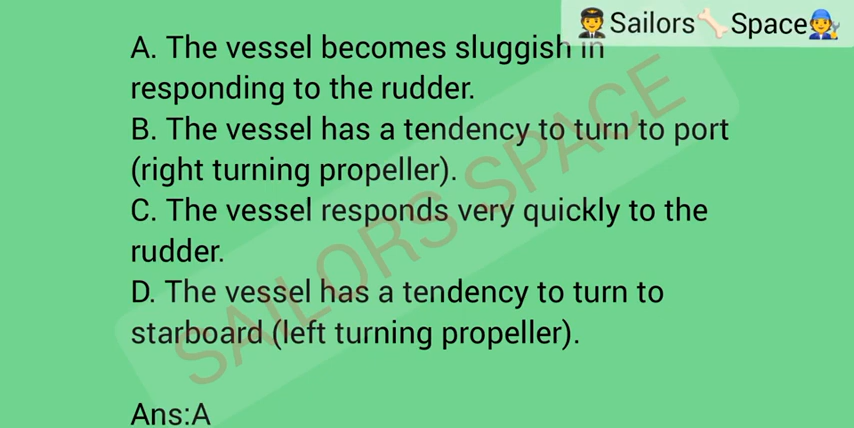 Sailors Space
A. The vessel becomes sluggish in
responding to the rudder.
B. The vessel has a tendency to turn to port
(right turning propeller).
C. The vessel responds very quickly to the
rudder.
D. The vessel has a tendency to turn to
starboard (left turning propeller).
SAILORS SPACE
Ans:A